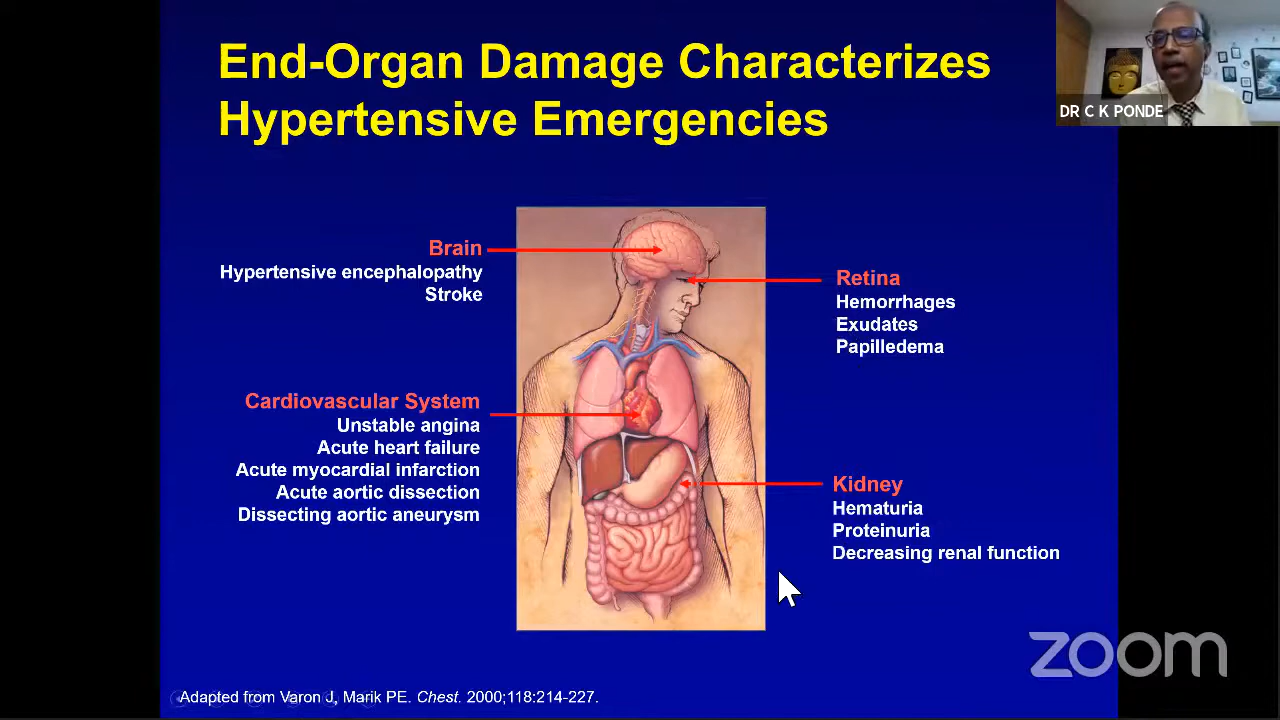 End-Organ Damage Characterizes
Hypertensive Emergencies
DR C K PONDE
Brain
Hypertensive encephalopathy
Stroke
Retina
Hemorrhages
Exudates
Papilledema
Cardiovascular System
Unstable angina
Acute heart failure
Acute myocardial infarction
Acute aortic dissection
Dissecting aortic aneurysm
Kidney
Hematuria
Proteinuria
Decreasing renal function
zoom
Adapted from Varon J, Marik PE. Chest. 2000;118:214-227.